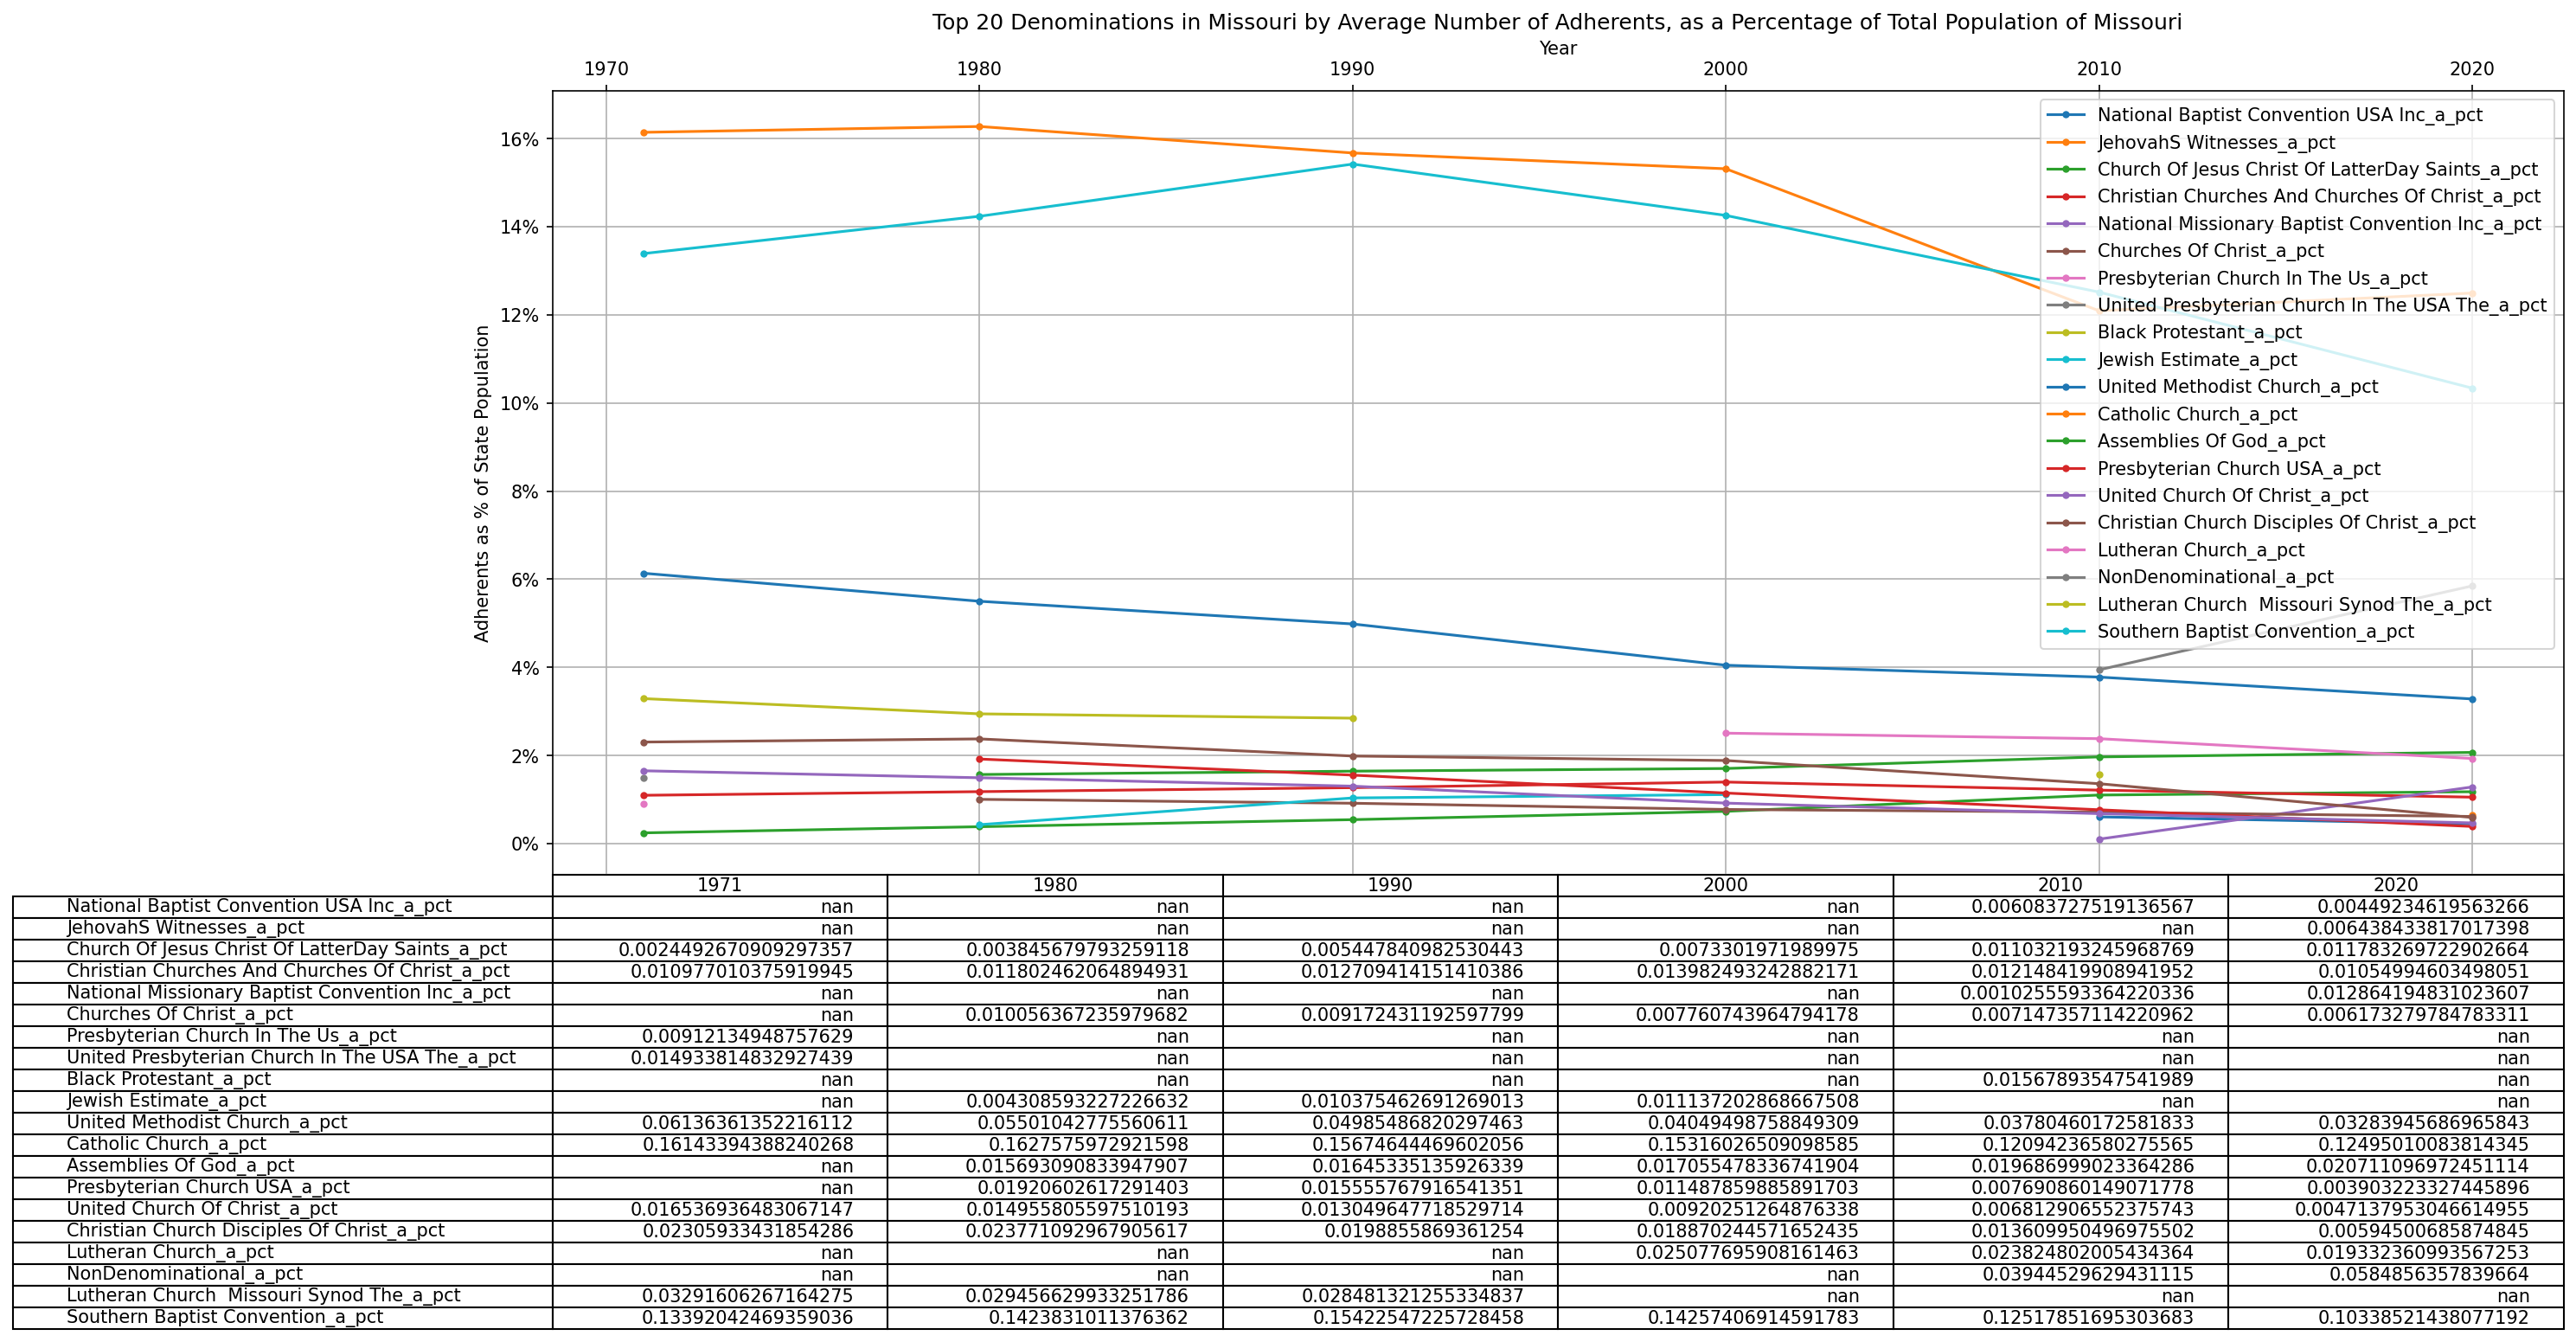 Top 20 Denominations in Missouri by Average Number of Adherents, as a Percentage of Total Population of Missouri
Year
1970 1980 1990 2000 2010 2020
16%
14%
12%
10%
8%
6%
4%
2%
0%
Adherents as % of State Population
National Baptist Convention USA Inc_a_pct
JehovahS Witnesses_a_pct
Church Of Jesus Christ Of LatterDay Saints_a_pct
Christian Churches And Churches Of Christ_a_pct
National Missionary Baptist Convention Inc_a_pct
Churches Of Christ_a_pct
Presbyterian Church In The Us_a_pct
United Presbyterian Church In The USA The_a_pct
Black Protestant_a_pct
Jewish Estimate_a_pct
United Methodist Church_a_pct
Catholic Church_a_pct
Assemblies Of God_a_pct
Presbyterian Church USA_a_pct
United Church Of Christ_a_pct
Christian Church Disciples Of Christ_a_pct
Lutheran Church_a_pct
NonDenominational_a_pct
Lutheran Church  Missouri Synod The_a_pct
Southern Baptist Convention_a_pct
1971 1980 1990 2000 2010 2020
National Baptist Convention USA Inc_a_pct nan nan nan nan 0.006083727519136567 0.00449234619563266
JehovahS Witnesses_a_pct nan nan nan nan nan 0.006438433817017398
Church Of Jesus Christ Of LatterDay Saints_a_pct 0.0024492670909297357 0.003845679793259118 0.005447840982530443 0.0073301971989975 0.011032193245968769 0.011783269722902664
Christian Churches And Churches Of Christ_a_pct 0.010977010375919945 0.011802462064894931 0.012709414151410386 0.013982493242882171 0.012148419908941952 0.01054994603498051
National Missionary Baptist Convention Inc_a_pct nan nan nan nan 0.0010255593364220336 0.012864194831023607
Churches Of Christ_a_pct nan 0.010056367235979682 0.009172431192597799 0.007760743964794178 0.007147357114220962 0.006173279784783311
Presbyterian Church In The Us_a_pct 0.009121349487​57629 nan nan nan nan nan
United Presbyterian Church In The USA The_a_pct 0.014933814832927439 nan nan nan nan nan
Black Protestant_a_pct nan nan nan nan 0.01567893547541989 nan
Jewish Estimate_a_pct nan 0.004308593227226632 0.010375462691269013 0.011137202868667508 nan nan
United Methodist Church_a_pct 0.06136361352216112 0.05501042775560611 0.04985486820297463 0.04049498758849309 0.03780460172581833 0.03283945686965843
Catholic Church_a_pct 0.16143394388240268 0.1627575972921598 0.15674644469602056 0.15316026509098585 0.12094236580275565 0.12495010083814345
Assemblies Of God_a_pct nan 0.015693090833947907 0.01645335135926339 0.017055478336741904 0.019686999023364286 0.020711096972451114
Presbyterian Church USA_a_pct nan 0.01920602617291403 0.015555767916541351 0.011487859885891703 0.007690860149071778 0.003903223327445896
United Church Of Christ_a_pct 0.016536936483067147 0.014955805597510193 0.013049647718529714 0.00920251264876338 0.006812906552375743 0.0047137953046614955
Christian Church Disciples Of Christ_a_pct 0.02305933431854286 0.023771092967905617 0.0198855869361254 0.018870244571652435 0.013609950496975502 0.00594500685874845
Lutheran Church_a_pct nan nan nan 0.025077695908161463 0.023824802005434364 0.019332360993567253
NonDenominational_a_pct nan nan nan nan 0.03944529629431115 0.0584856357839664
Lutheran Church  Missouri Synod The_a_pct 0.03291606267164275 0.029456629933251786 0.028481321255334837 nan nan nan
Southern Baptist Convention_a_pct 0.13392042469359036 0.1423831011376362 0.15422547225728458 0.14257406914591783 0.12517851695303683 0.10338521438077192